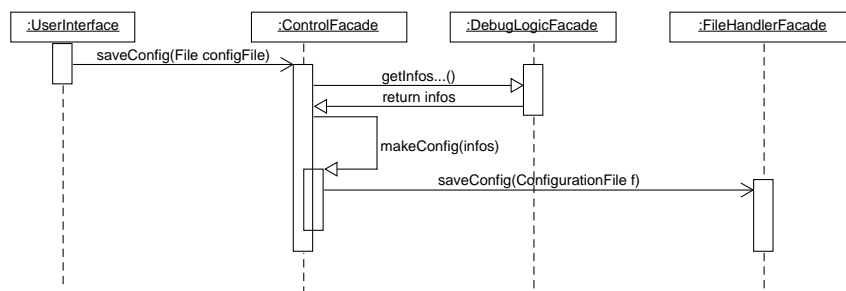 :UserInterface
:ControlFacade
:DebugLogicFacade
:FileHandlerFacade
saveConfig(File configFile)
getInfos...()
return infos
makeConfig(infos)
saveConfig(ConfigurationFile f)